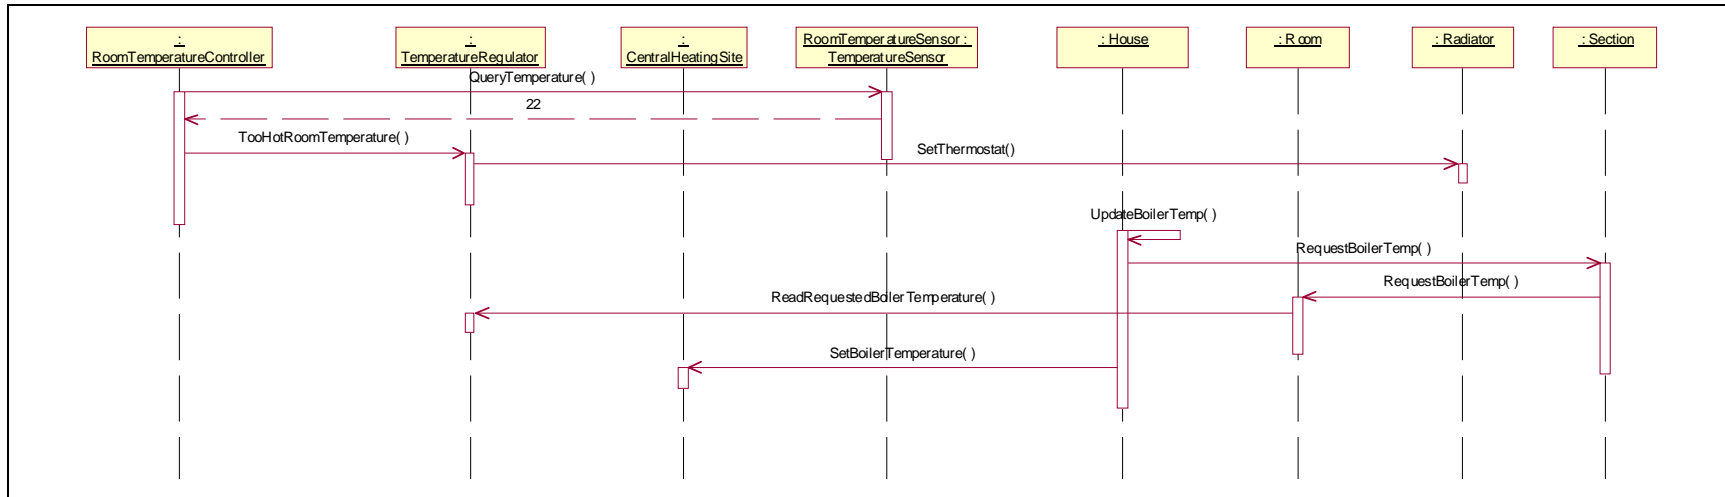 :
RoomTemperatureController
:
TemperatureRegulator
:
CentralHeatingSite
RoomTemperatureSensor :
TemperatureSensor
: House
: Room
: Radiator
: Section
QueryTemperature( )
22
TooHotRoomTemperature( )
SetThermostat()
UpdateBoilerTemp( )
RequestBoilerTemp( )
RequestBoilerTemp( )
ReadRequestedBoilerTemperature( )
SetBoilerTemperature( )